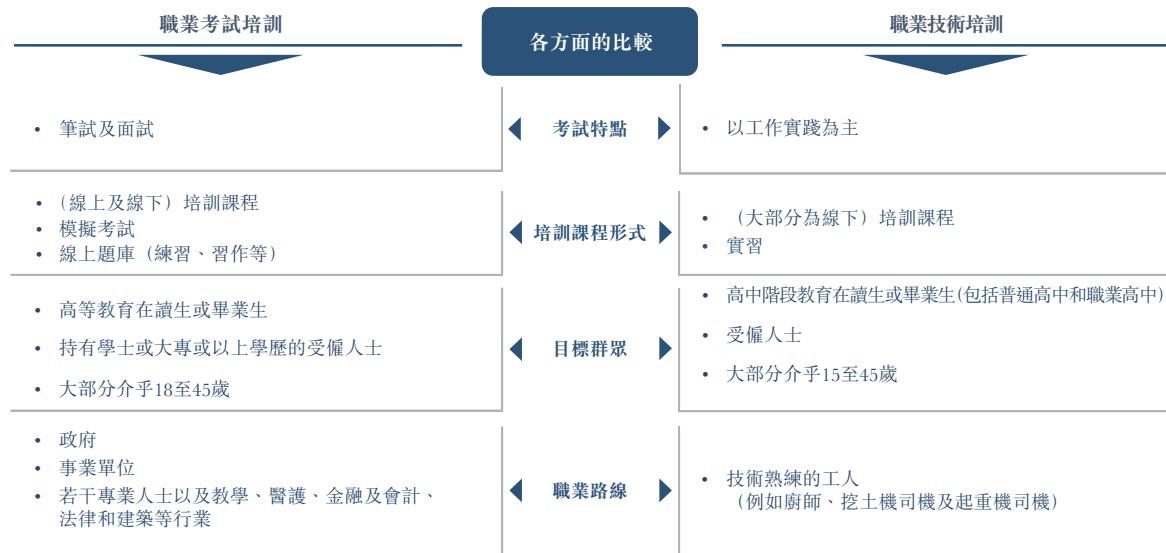 職業考試培訓
各方面的比較
職業技術培訓
• 筆試及面試
考試特點
• 以工作實踐為主
• （線上及線下）培訓課程
• 模擬考試
• 線上題庫（練習、習作等）
培訓課程形式
• （大部分為線下）培訓課程
• 實習
• 高等教育在讀生或畢業生
• 持有學士或大專或以上學歷的受僱人士
• 大部分介乎18至45歲
目標群眾
• 高中階段教育在讀生或畢業生(包括普通高中和職業高中)
• 受僱人士
• 大部分介乎15至45歲
• 政府
• 事業單位
• 若干專業人士以及教學、醫護、金融及會計、
法律和建築等行業
職業路線
• 技術熟練的工人
（例如廚師、挖土機司機及起重機司機）